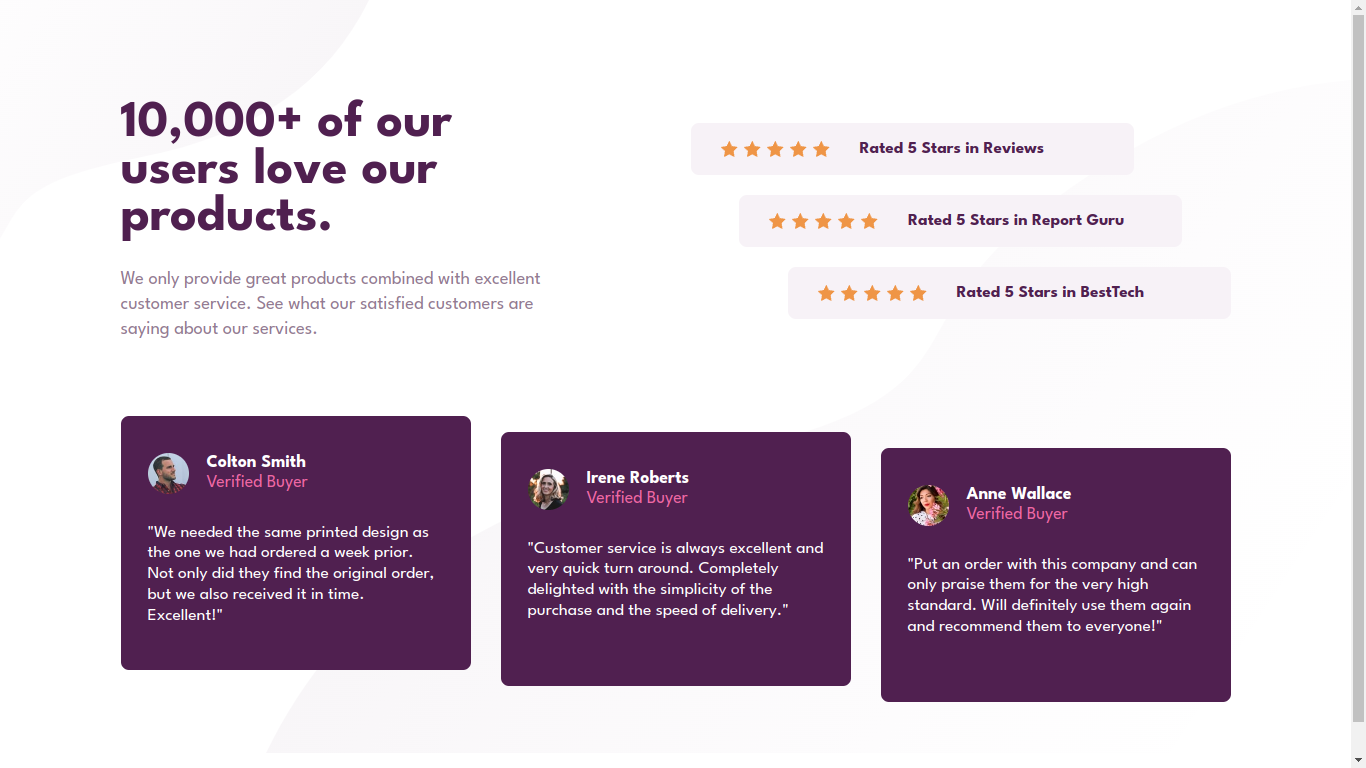 10,000+ of our
users love our
products.
We only provide great products combined with excellent
customer service. See what our satisfied customers are
saying about our services.
Rated 5 Stars in Reviews
Rated 5 Stars in Report Guru
Rated 5 Stars in BestTech
Colton Smith
Verified Buyer
"We needed the same printed design as
the one we had ordered a week prior.
Not only did they find the original order,
but we also received it in time.
Excellent!"
Irene Roberts
Verified Buyer
"Customer service is always excellent and
very quick turn around. Completely
delighted with the simplicity of the
purchase and the speed of delivery."
Anne Wallace
Verified Buyer
"Put an order with this company and can
only praise them for the very high
standard. Will definitely use them again
and recommend them to everyone!"